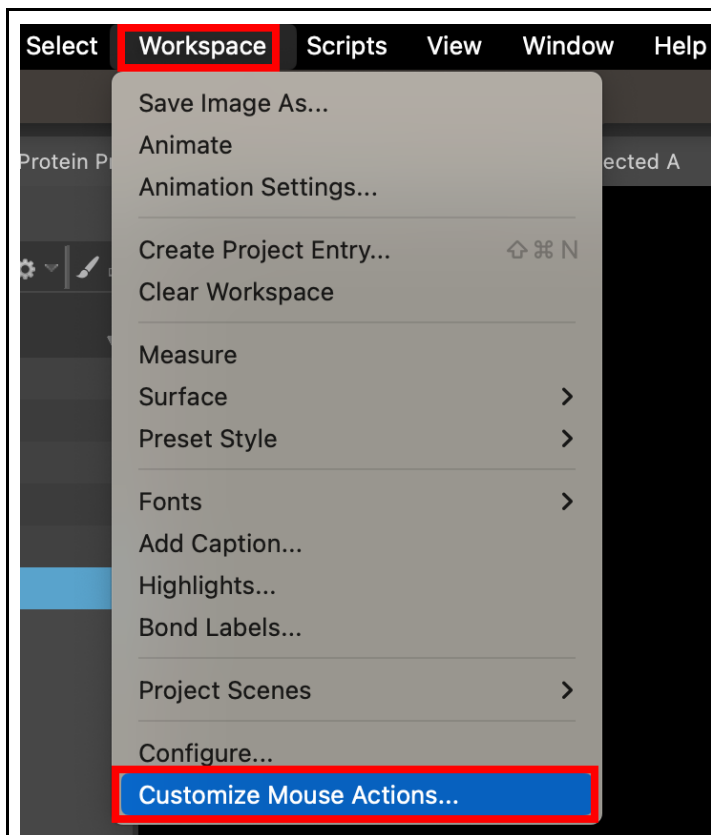 Select Workspace Scripts View Window Help
Save Image As...
Animate
Protein P
ected A
Animation Settings...
Create Project Entry... ⇧⌘N
Clear Workspace
Measure
Surface
Preset Style
Fonts
Add Caption...
Highlights...
Bond Labels...
Project Scenes
Configure...
Customize Mouse Actions...